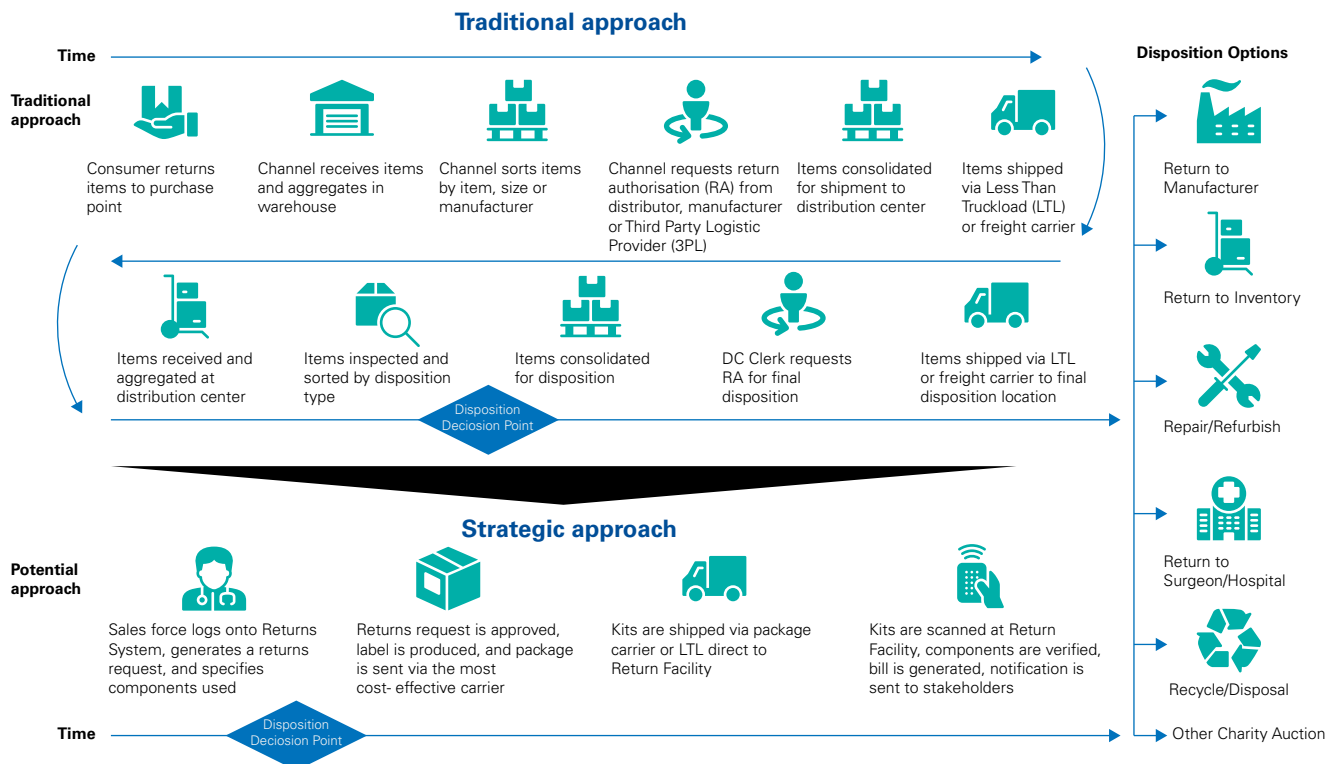 Traditional approach
Time
Disposition Options
Traditional
approach
Consumer returns
items to purchase
point
Channel receives items
and aggregates in
warehouse
Channel sorts items
by item, size or
manufacturer
Channel requests return
authorisation (RA) from
distributor, manufacturer
or Third Party Logistic
Provider (3PL)
Items consolidated
for shipment to
distribution center
Items shipped
via Less Than
Truckload (LTL)
or freight carrier
Return to
Manufacturer
Return to Inventory
Items received and
aggregated at
distribution center
Items inspected and
sorted by disposition
type
Items consolidated
for disposition
DC Clerk requests
RA for final
disposition
Items shipped via LTL
or freight carrier to final
disposition location
Disposition
Deciosion Point
Repair/Refurbish
Strategic approach
Potential
approach
Return to
Surgeon/Hospital
Sales force logs onto Returns
System, generates a returns
request, and specifies
components used
Returns request is approved,
label is produced, and package
is sent via the most
cost- effective carrier
Kits are shipped via package
carrier or LTL direct to
Return Facility
Kits are scanned at Return
Facility, components are verified,
bill is generated, notification is
sent to stakeholders
Recycle/Disposal
Time
Disposition
Deciosion Point
Other Charity Auction